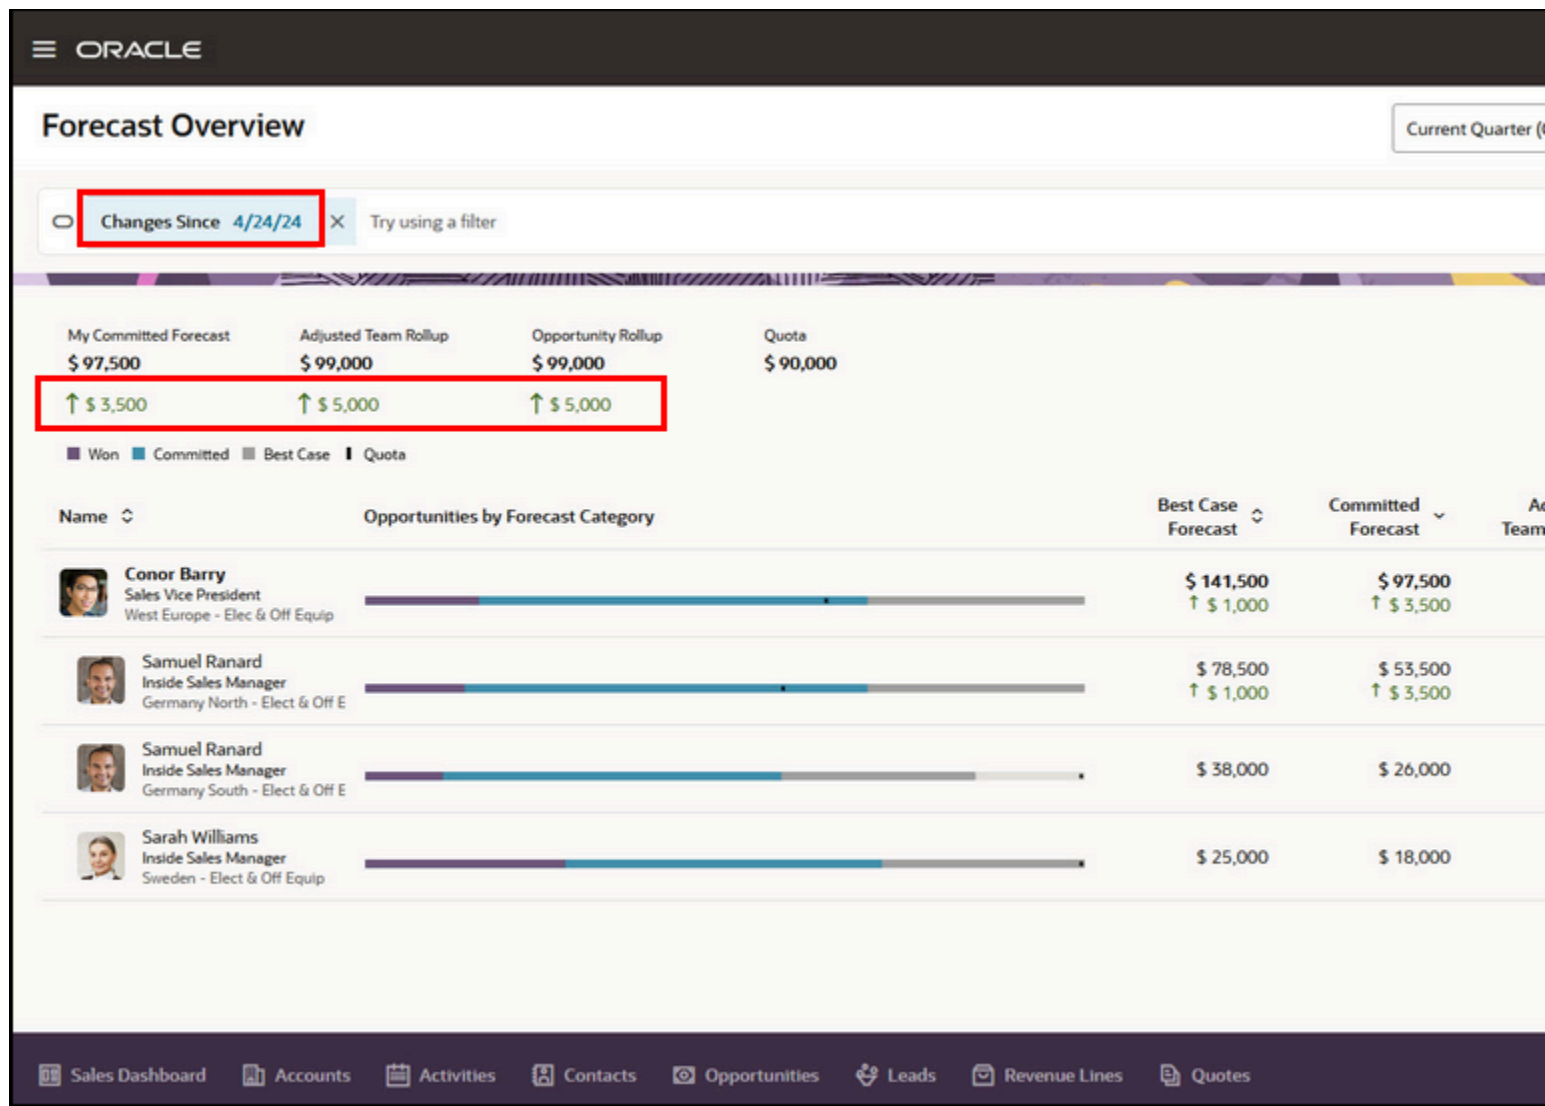 ORACLE
Forecast Overview
Current Quarter
Changes Since 4/24/24 Try using a filter
My Committed Forecast Adjusted Team Rollup Opportunity Rollup Quota
$ 97,500 $ 99,000 $ 99,000 $ 90,000
↑ $ 3,500 ↑ $ 5,000 ↑ $ 5,000
Won Committed Best Case Quota
Name Opportunities by Forecast Category Best Case Forecast Committed Forecast Team
Conor Barry
Sales Vice President
West Europe - Elec & Off Equip
$ 141,500 $ 97,500
↑ $ 1,000 ↑ $ 3,500
Samuel Ranard
Inside Sales Manager
Germany North - Elect & Off E
$ 78,500 $ 53,500
↑ $ 1,000 ↑ $ 3,500
Samuel Ranard
Inside Sales Manager
Germany South - Elect & Off E
$ 38,000 $ 26,000
Sarah Williams
Inside Sales Manager
Sweden - Elect & Off Equip
$ 25,000 $ 18,000
Sales Dashboard Accounts Activities Contacts Opportunities Leads Revenue Lines Quotes